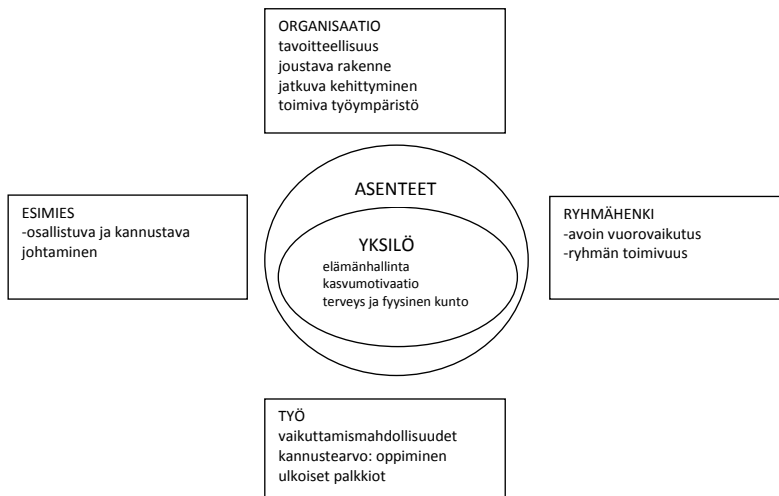 ORGANISAATIO
tavoitteellisuus
joustava rakenne
jatkuva kehittyminen
toimiva työympäristö
ASENTEET
ESIMIES
-osallistuva ja kannustava
johtaminen
YKSILÖ
elämänhallinta
kasvumotivaatio
terveys ja fyysinen kunto
RYHMÄHENKI
-avoin vuorovaikutus
-ryhmän toimivuus
TYÖ
vaikuttamismahdollisuudet
kannustearvo: oppiminen
ulkoiset palkkiot